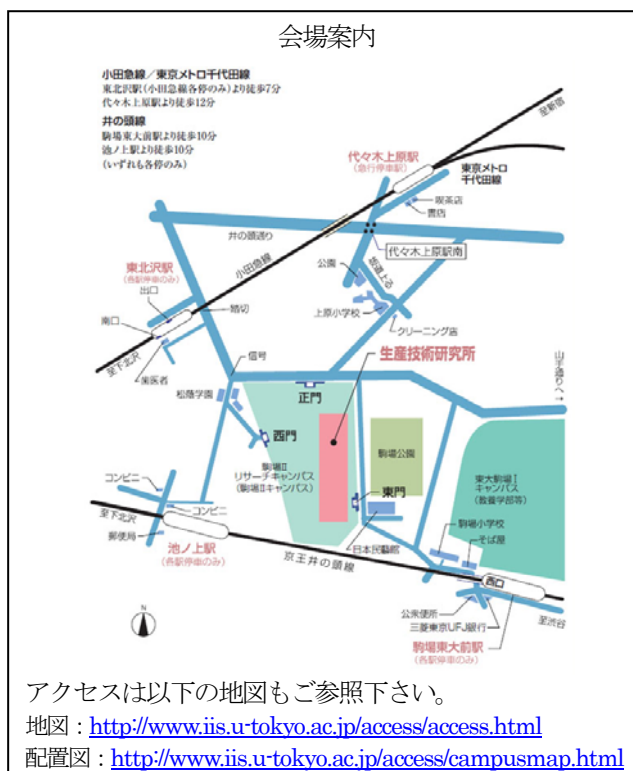 会場案内
小田急線／東京メトロ千代田線
東北沢駅(小田急線各停のみ)より徒歩7分
代々木上原駅より徒歩12分
井の頭線
駒場東大前駅より徒歩10分
池ノ上駅より徒歩10分
(いずれも各停のみ)
至新宿
代々木上原駅
(急行停車駅)
東京メトロ
千代田線
喫茶店
書店
井の頭通り
代々木上原駅南
小田急線
東北沢駅
(各駅停車のみ)
出口
南口
踏切
公園
坂道上る
上原小学校
クリーニング店
至下北沢
歯医者
信号
生産技術研究所
山手通りへ→
松蔭学園
正門
西門
駒場Ⅱ
リサーチキャンパス
(駒場Ⅱキャンパス)
駒場公園
東大駒場Ⅰ
キャンパス
(教養学部等)
東門
コンビニ
コンビニ
至下北沢
郵便局
池ノ上駅
(各駅停車のみ)
日本民藝館
駒場小学校
そば屋
京王井の頭線
西口
公衆便所
三菱東京UFJ銀行
至渋谷
駒場東大前駅
(各駅停車のみ)
N
アクセスは以下の地図もご参照下さい。
地図：http://www.iis.u-tokyo.ac.jp/access/access.html
配置図：http://www.iis.u-tokyo.ac.jp/access/campusmap.html